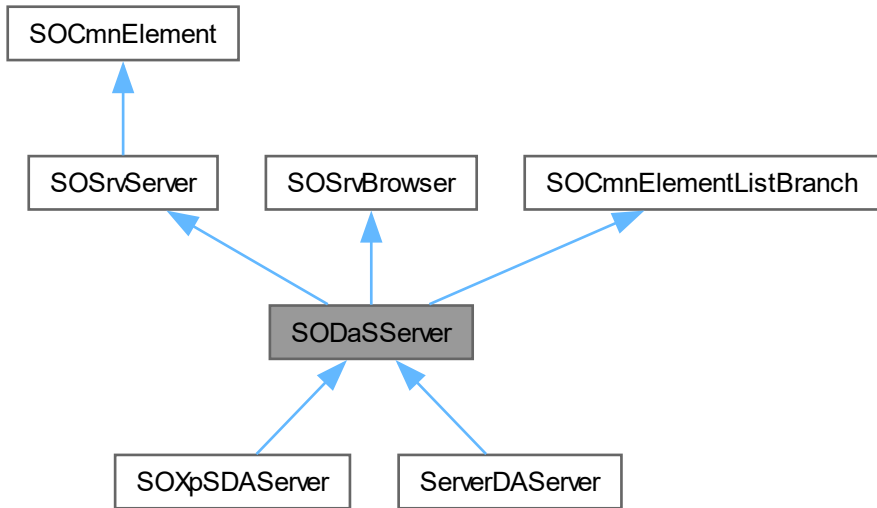 SOCmnElement
SOSrvServer
SOSrvBrowser
SOCmnElementListBranch
SODaSServer
SOXpSDAServer
ServerDAServer